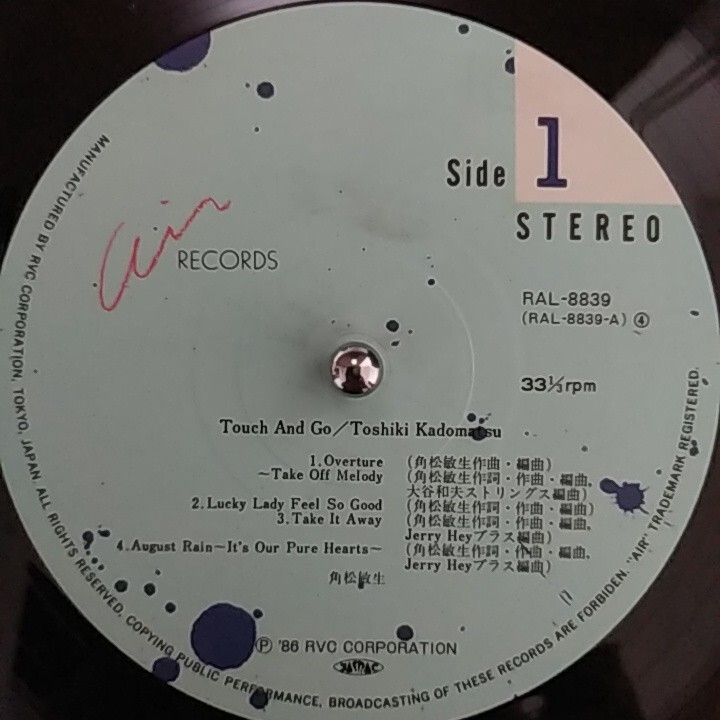 Side 1
STEREO
air RECORDS
RAL-8839
(RAL-8839-A) ④
33⅓rpm
Touch And Go／Toshiki Kadomatsu
1.Overture (角松敏生作曲・編曲)
～Take Off Melody (角松敏生作詞・作曲・編曲,
大谷和夫ストリングス編曲)
2.Lucky Lady Feel So Good (角松敏生作詞・作曲・編曲)
3.Take It Away (角松敏生作詞・作曲・編曲,
Jerry Heyブラス編曲)
4.August Rain～It's Our Pure Hearts～ (角松敏生作詞・作曲・編曲,
Jerry Heyブラス編曲)
角松敏生
Ⓟ '86 RVC CORPORATION
JASRAC
MANUFACTURED BY RVC CORPORATION, TOKYO, JAPAN. ALL RIGHTS RESERVED, COPYING PUBLIC PERFORMANCE, BROADCASTING OF THESE RECORDS ARE FORBIDDEN. "AIR" TRADEMARK REGISTERED.